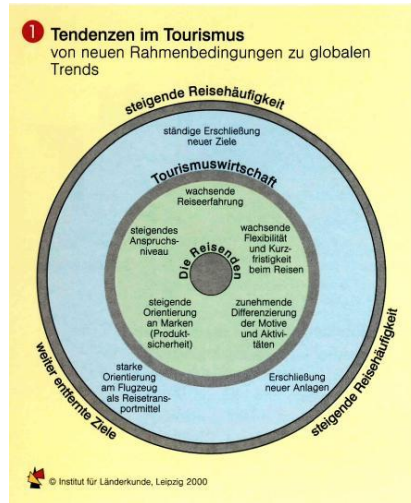 1 Tendenzen im Tourismus
von neuen Rahmenbedingungen zu globalen
Trends
steigende Reisehäufigkeit
ständige Erschließung
neuer Ziele
Tourismuswirtschaft
wachsende
Reiseerfahrung
steigendes
Anspruchs-
niveau
wachsende
Flexibilität
und Kurz-
fristigkeit
beim Reisen
Die Reisenden
steigende
Orientierung
an Marken
(Produkt-
sicherheit)
zunehmende
Differenzierung
der Motive
und Aktivi-
täten
starke
Orientierung
am Flugzeug
als Reisetrans-
portmittel
Erschließung
neuer Anlagen
weiter entfernte Ziele
steigende Reisehäufigkeit
© Institut für Länderkunde, Leipzig 2000